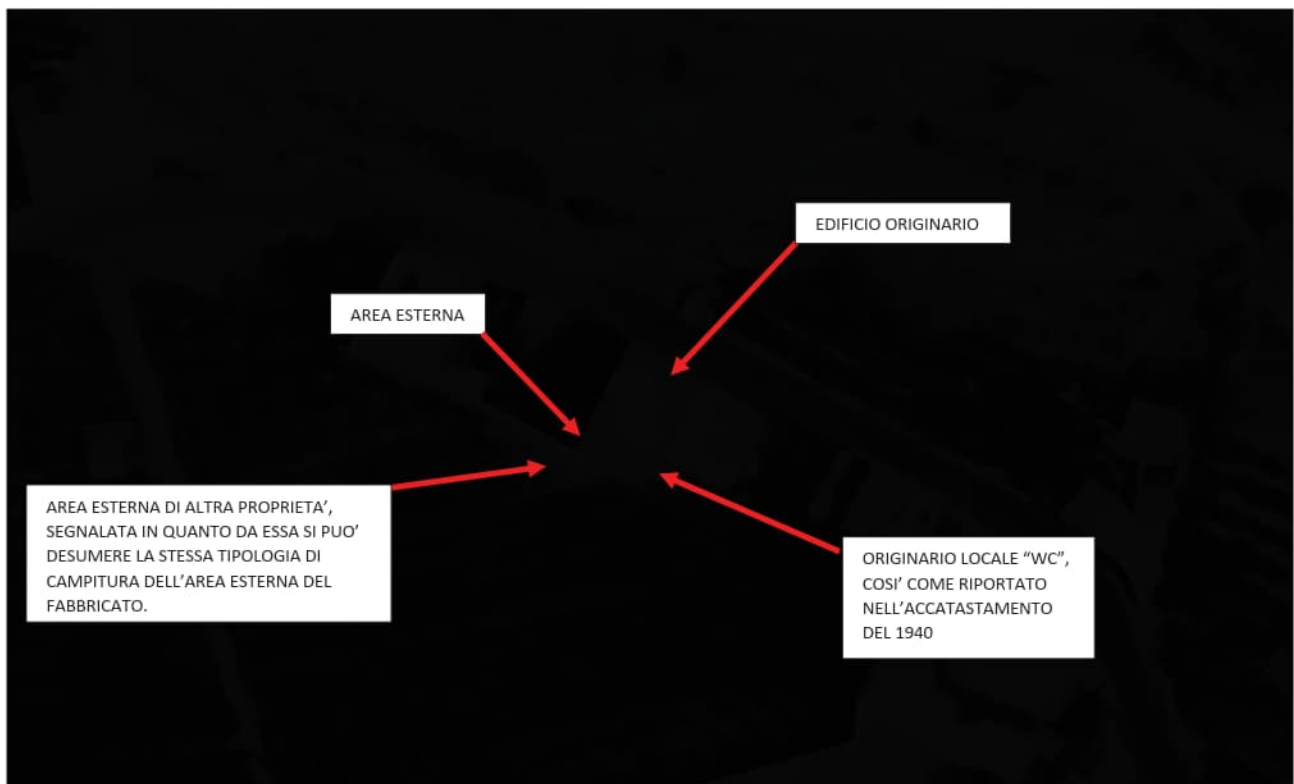 EDIFICIO ORIGINARIO
AREA ESTERNA
AREA ESTERNA DI ALTRA PROPRIETA’,
SEGNALATA IN QUANTO DA ESSA SI PUO’
DESUMERE LA STESSA TIPOLOGIA DI
CAMPITURA DELL’AREA ESTERNA DEL
FABBRICATO.
ORIGINARIO LOCALE “WC”,
COSI’ COME RIPORTATO
NELL’ACCATASTAMENTO
DEL 1940